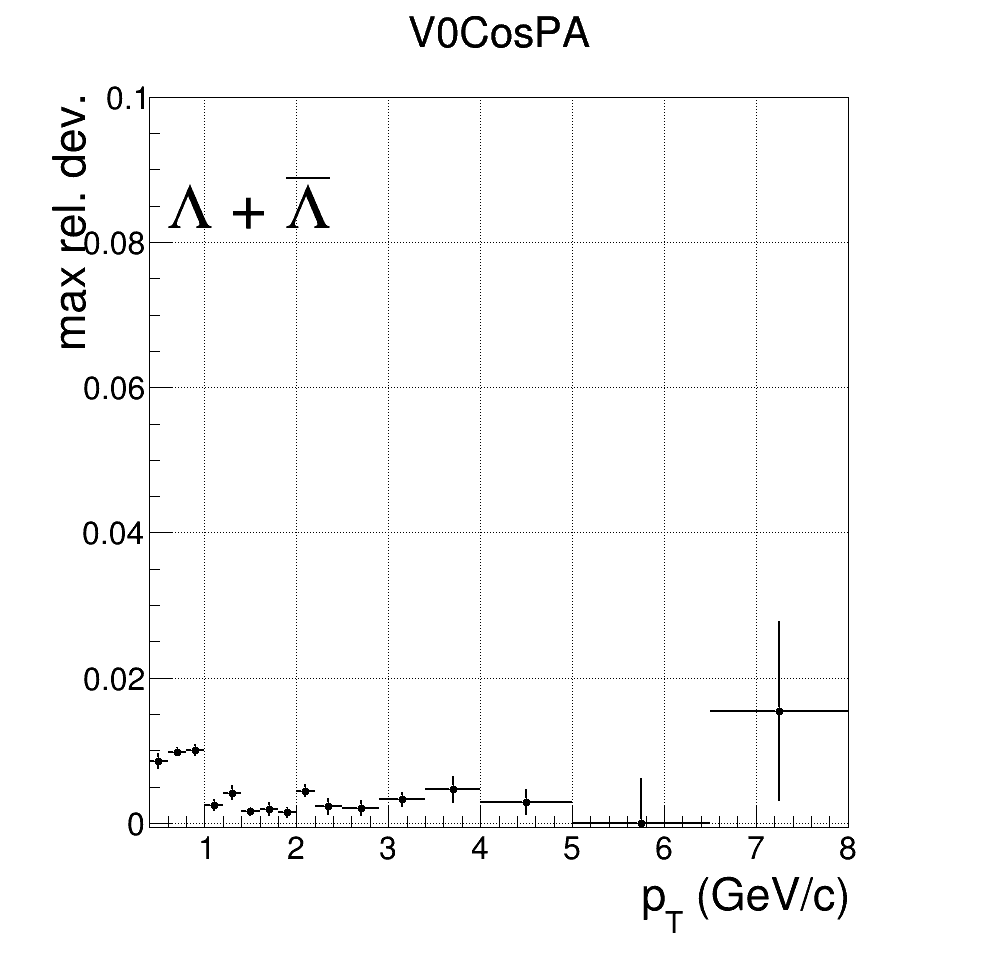 V0CosPA
max rel. dev.
0.1
Λ + Λ̅
0.08
0.06
0.04
0.02
0
1 2 3 4 5 6 7 8
p_T (GeV/c)